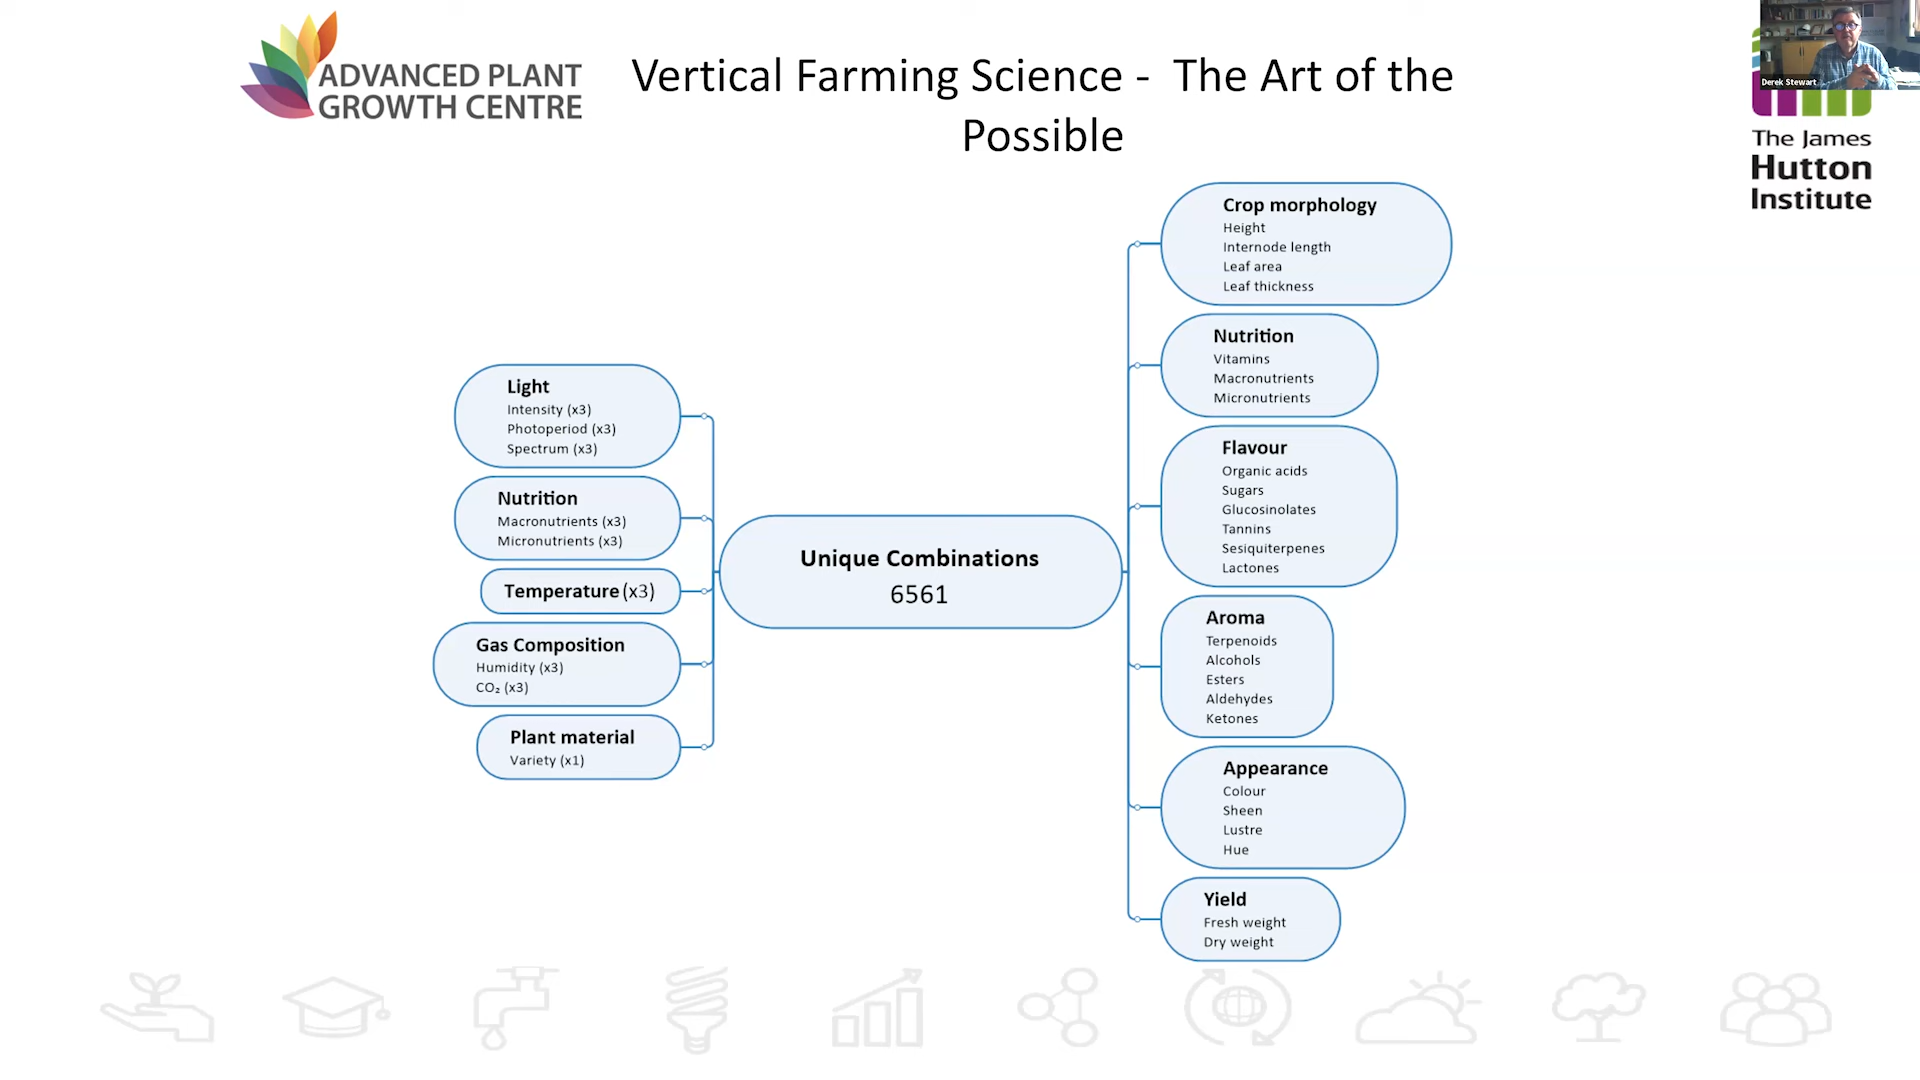 ADVANCED PLANT
GROWTH CENTRE
Vertical Farming Science - The Art of the
Possible
Derek Stewart
The James
Hutton
Institute
Light
Intensity (x3)
Photoperiod (x3)
Spectrum (x3)
Nutrition
Macronutrients (x3)
Micronutrients (x3)
Temperature (x3)
Gas Composition
Humidity (x3)
CO₂ (x3)
Plant material
Variety (x1)
Unique Combinations
6561
Crop morphology
Height
Internode length
Leaf area
Leaf thickness
Nutrition
Vitamins
Macronutrients
Micronutrients
Flavour
Organic acids
Sugars
Glucosinolates
Tannins
Sesiquiterpenes
Lactones
Aroma
Terpenoids
Alcohols
Esters
Aldehydes
Ketones
Appearance
Colour
Sheen
Lustre
Hue
Yield
Fresh weight
Dry weight